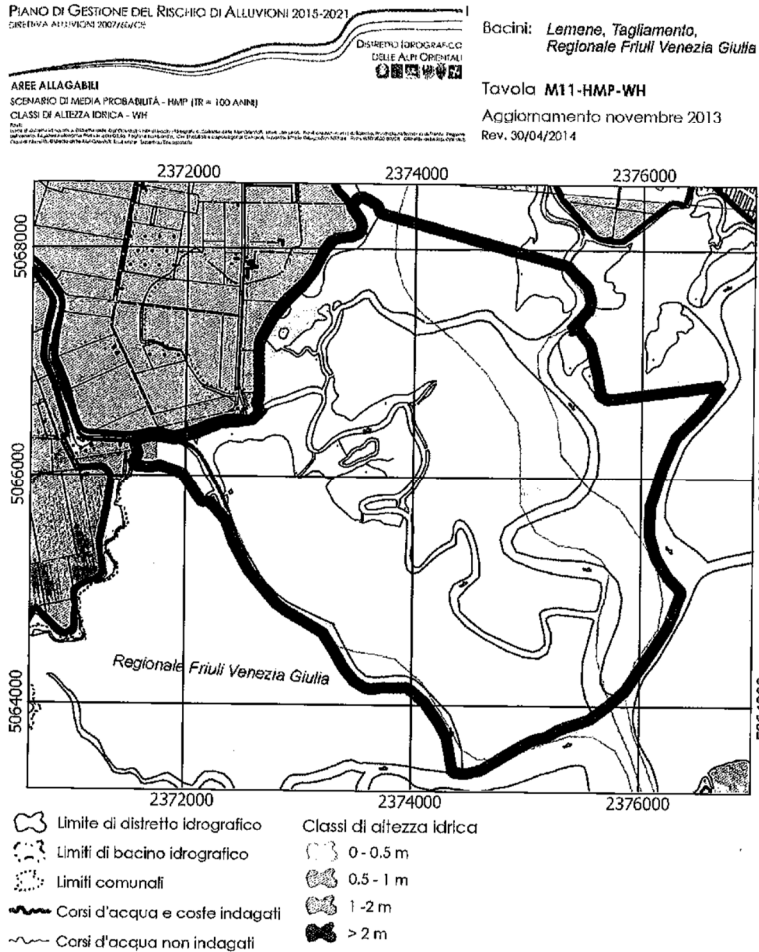 PIANO DI GESTIONE DEL RISCHIO DI ALLUVIONI 2015-2021
DIRETTIVA ALLUVIONI 2007/60/CE
DISTRETTO IDROGRAFICO
DELLE ALPI ORIENTALI
Bacini: Lemene, Tagliamento,
Regionale Friuli Venezia Giulia
AREE ALLAGABILI
SCENARIO DI MEDIA PROBABILITÀ - HMP (TR = 100 ANNI)
CLASSI DI ALTEZZA IDRICA - WH
Tavola M11-HMP-WH
Aggiornamento novembre 2013
Rev. 30/04/2014
2372000 2374000 2376000
5068000
5066000
5064000
Regionale Friuli Venezia Giulia
2372000 2374000 2376000
Limite di distretto idrografico
Limiti di bacino idrografico
Limiti comunali
Corsi d'acqua e coste indagati
Corsi d'acqua non indagati
Classi di altezza idrica
0 - 0.5 m
0.5 - 1 m
1 -2 m
> 2 m